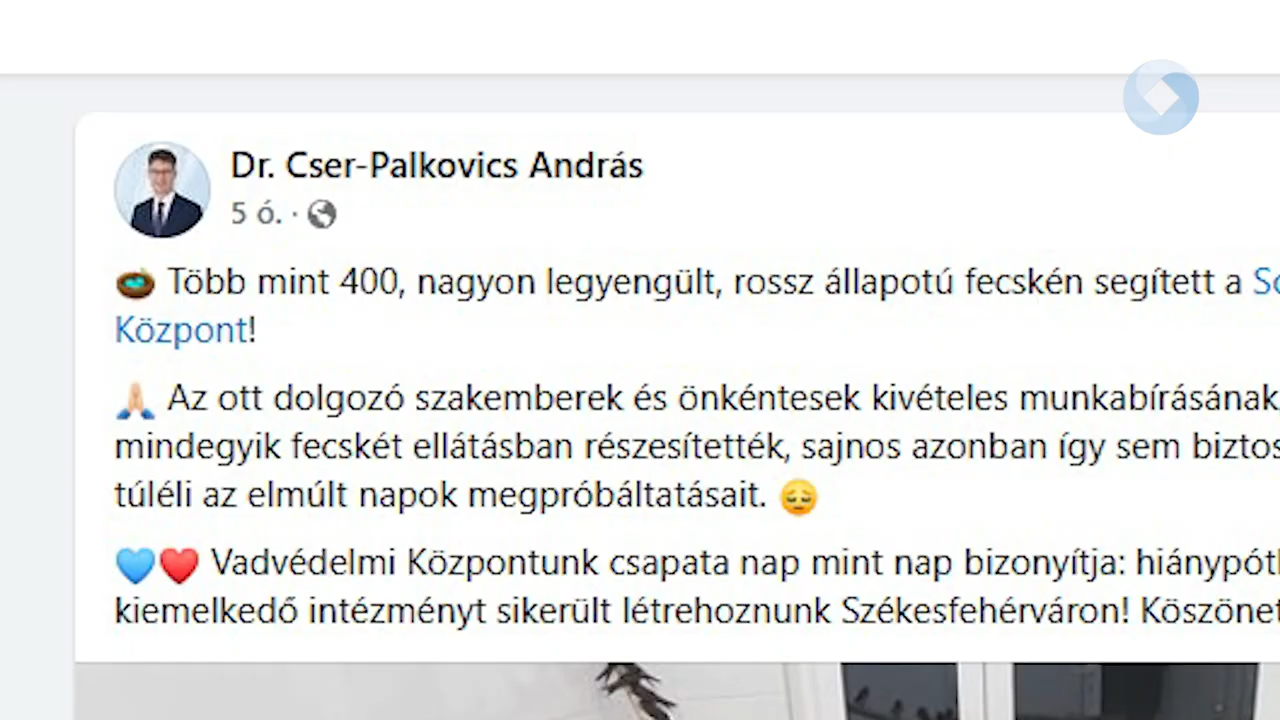 Dr. Cser-Palkovics András
5 ó. ·
Több mint 400, nagyon legyengült, rossz állapotú fecskén segített a
Központ!
Az ott dolgozó szakemberek és önkéntesek kivételes munkabírásának
mindegyik fecskét ellátásban részesítették, sajnos azonban így sem biztos
túléli az elmúlt napok megpróbáltatásait.
Vadvédelmi Központunk csapata nap mint nap bizonyítja:
kiemelkedő intézményt sikerült létrehoznunk Székesfehérváron!